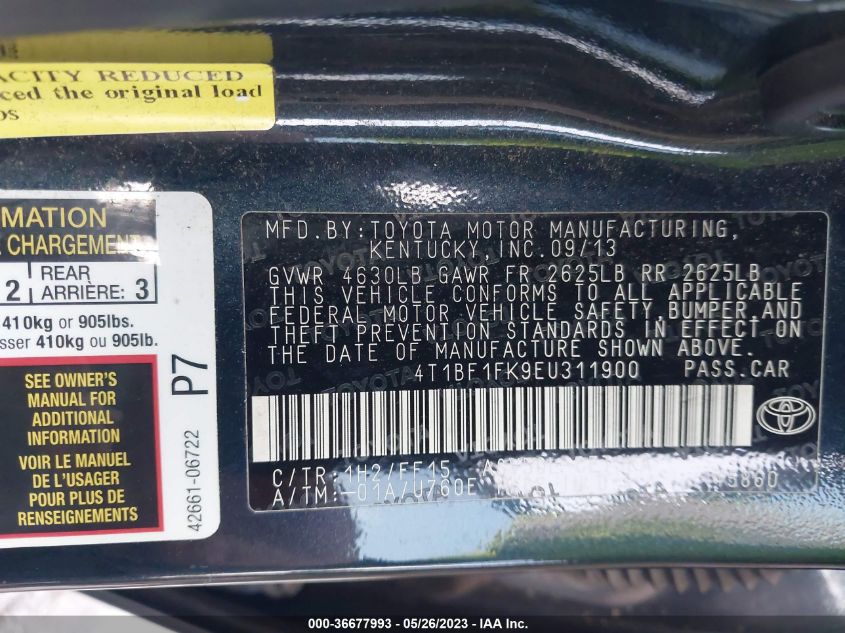 ACITY REDUCED
ced the original load
DS
RMATION
CHARGEMENT
2 REAR ARRIÈRE: 3
410kg or 905lbs.
sser 410kg ou 905lb.
SEE OWNER'S
MANUAL FOR
ADDITIONAL
INFORMATION
VOIR LE MANUEL
DE L'USAGER
POUR PLUS DE
RENSEIGNEMENTS
P7
42661-06722
MFD.BY:TOYOTA MOTOR MANUFACTURING,
KENTUCKY, INC.09/13
GVWR 4630LB GAWR FR 2625LB RR 2625LB
THIS VEHICLE CONFORMS TO ALL APPLICABLE
FEDERAL MOTOR VEHICLE SAFETY,BUMPER,AND
THEFT PREVENTION STANDARDS IN EFFECT ON
THE DATE OF MANUFACTURE SHOWN ABOVE.
4T1BF1FK9EU311900 PASS.CAR
C/TR: 1H2/FF15
A/TM:-01A/U760E
000-36677993 / 05/26/2023 / © IAA Holdings, LLC